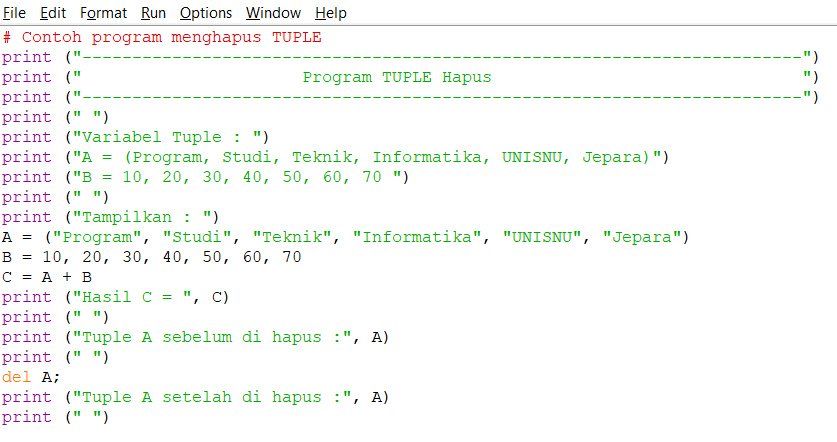 File Edit Format Run Options Window Help
# Contoh program menghapus TUPLE
print ("------------------------------------------------------------------------")
print ("                      Program TUPLE Hapus                               ")
print ("------------------------------------------------------------------------")
print (" ")
print ("Variabel Tuple : ")
print ("A = (Program, Studi, Teknik, Informatika, UNISNU, Jepara)")
print ("B = 10, 20, 30, 40, 50, 60, 70 ")
print (" ")
print ("Tampilkan : ")
A = ("Program", "Studi", "Teknik", "Informatika", "UNISNU", "Jepara")
B = 10, 20, 30, 40, 50, 60, 70
C = A + B
print ("Hasil C = ", C)
print (" ")
print ("Tuple A sebelum di hapus :", A)
print (" ")
del A;
print ("Tuple A setelah di hapus :", A)
print (" ")